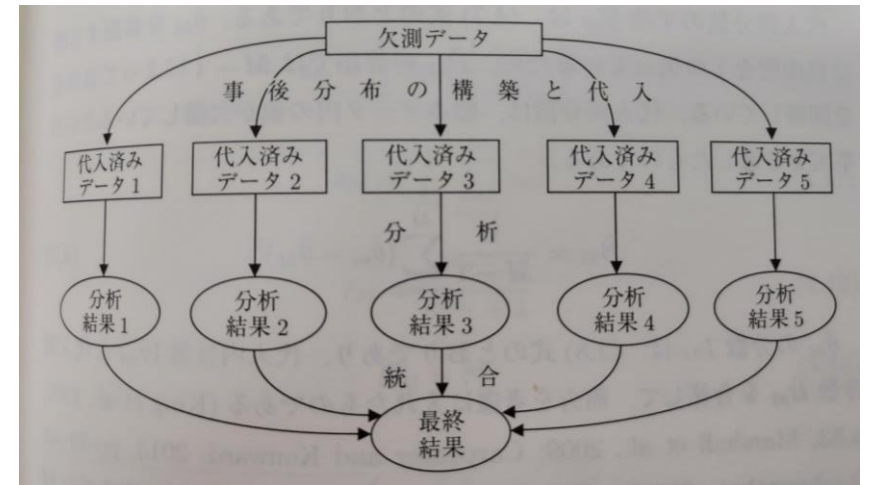 欠測データ
事後分布の構築と代入
代入済み
データ1
代入済み
データ2
代入済み
データ3
代入済み
データ4
代入済み
データ5
分析
分析
結果1
分析
結果2
分析
結果3
分析
結果4
分析
結果5
統合
最終
結果